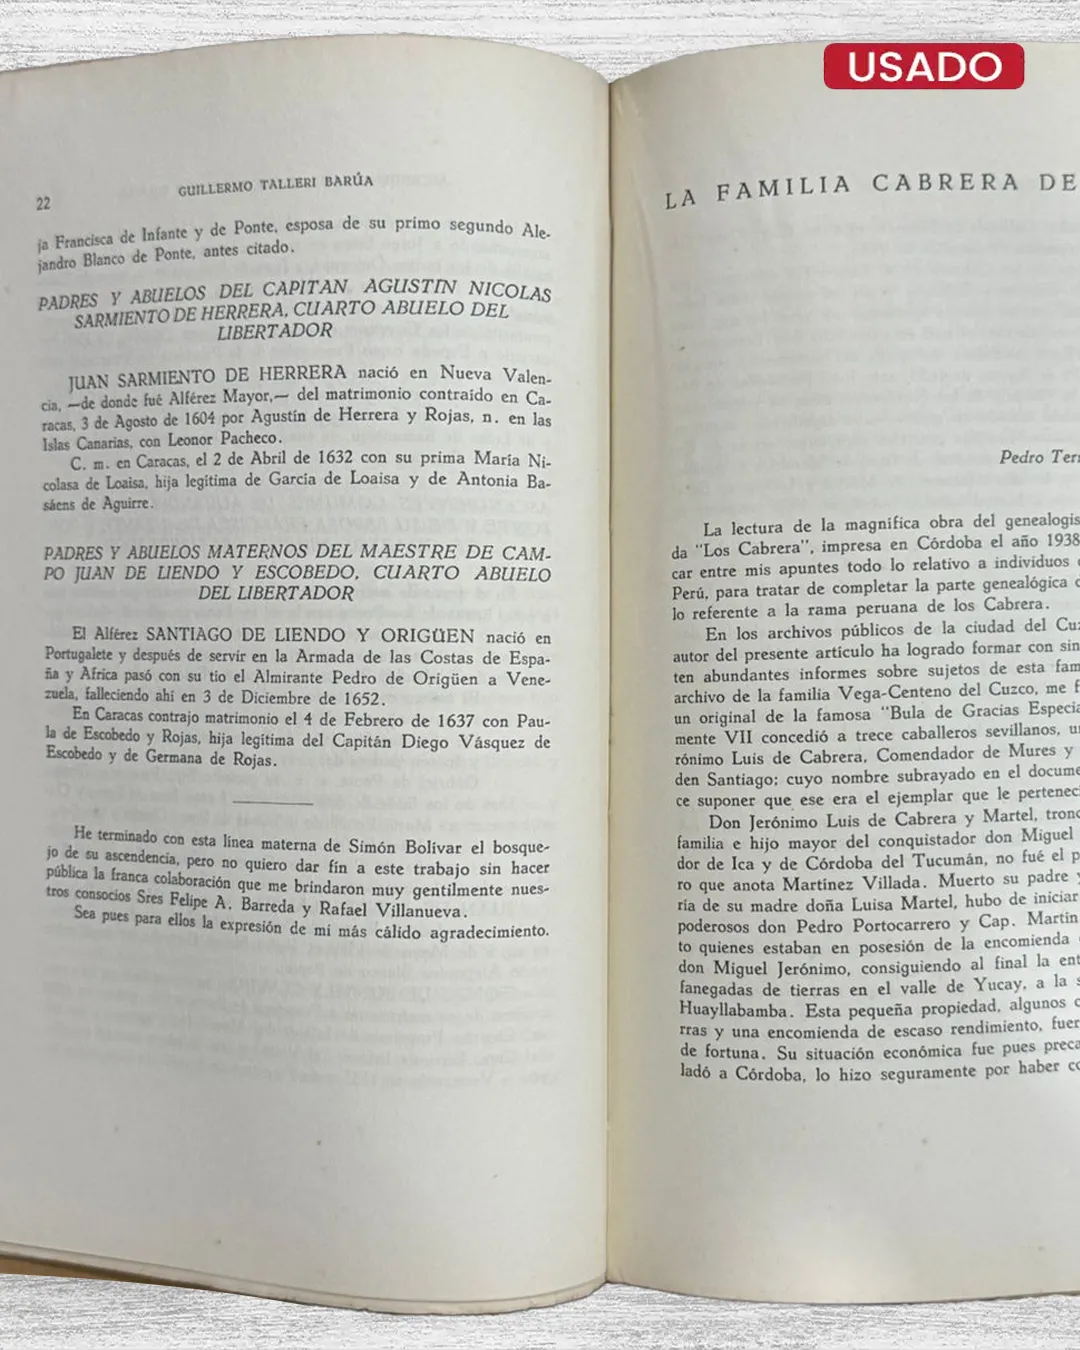 USADO
22
GUILLERMO TALLERI BARÚA
ja Francisca de Infante y de Ponte, esposa de su primo segundo Ale-
jandro Blanco de Ponte, antes citado.
PADRES Y ABUELOS DEL CAPITAN AGUSTIN NICOLAS
SARMIENTO DE HERRERA, CUARTO ABUELO DEL
LIBERTADOR
JUAN SARMIENTO DE HERRERA nació en Nueva Valen-
cia, —de donde fué Alférez Mayor,— del matrimonio contraído en Ca-
racas, 3 de Agosto de 1604 por Agustín de Herrera y Rojas, n. en las
Islas Canarias, con Leonor Pacheco.
C. m. en Caracas, el 2 de Abril de 1632 con su prima María Ni-
colasa de Loaisa, hija legítima de García de Loaisa y de Antonia Ba-
sáens de Aguirre.
PADRES Y ABUELOS MATERNOS DEL MAESTRE DE CAM-
PO JUAN DE LIENDO Y ESCOBEDO, CUARTO ABUELO
DEL LIBERTADOR
El Alférez SANTIAGO DE LIENDO Y ORIGÜEN nació en
Portugalete y después de servir en la Armada de las Costas de Espa-
ña y Africa pasó con su tío el Almirante Pedro de Origüen a Vene-
zuela, falleciendo ahí en 3 de Diciembre de 1652.
En Caracas contrajo matrimonio el 4 de Febrero de 1637 con Pau-
la de Escobedo y Rojas, hija legítima del Capitán Diego Vásquez de
Escobedo y de Germana de Rojas.
He terminado con esta línea materna de Simón Bolívar el bosque-
jo de su ascendencia, pero no quiero dar fín a este trabajo sin hacer
pública la franca colaboración que me brindaron muy gentilmente nues-
tros consocios Sres Felipe A. Barreda y Rafael Villanueva.
Sea pues para ellos la expresión de mi más cálido agradecimiento.
LA FAMILIA CABRERA DE
Pedro Ter
La lectura de la magnífica obra del genealogis
da "Los Cabrera", impresa en Córdoba el año 1938
car entre mis apuntes todo lo relativo a individuos
Perú, para tratar de completar la parte genealógica
lo referente a la rama peruana de los Cabrera.
En los archivos públicos de la ciudad del Cuz
autor del presente artículo ha logrado formar con sin
ten abundantes informes sobre sujetos de esta fam
archivo de la familia Vega-Centeno del Cuzco, me f
un original de la famosa "Bula de Gracias Especia
mente VII concedió a trece caballeros sevillanos, u
rónimo Luis de Cabrera, Comendador de Mures y
den Santiago; cuyo nombre subrayado en el docume
ce suponer que ese era el ejemplar que le pertenec
Don Jerónimo Luis de Cabrera y Martel, tronc
familia e hijo mayor del conquistador don Miguel
dor de Ica y de Córdoba del Tucumán, no fué el p
ro que anota Martínez Villada. Muerto su padre y
ría de su madre doña Luisa Martel, hubo de iniciar
poderosos don Pedro Portocarrero y Cap. Martin
to quienes estaban en posesión de la encomienda
don Miguel Jerónimo, consiguiendo al final la ent
fanegadas de tierras en el valle de Yucay, a la s
Huayllabamba. Esta pequeña propiedad, algunos
rras y una encomienda de escaso rendimiento, fuer
de fortuna. Su situación económica fue pues preca
ladó a Córdoba, lo hizo seguramente por haber co